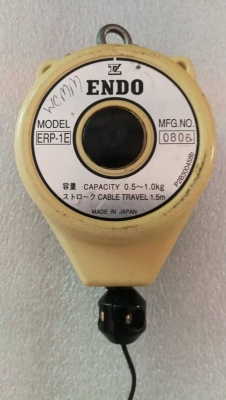 WCMM
ENDO
MODEL
ERP-1E
MFG.NO.
0806
容量 CAPACITY 0.5～1.0kg
ストローク CABLE TRAVEL 1.5m
MADE IN JAPAN